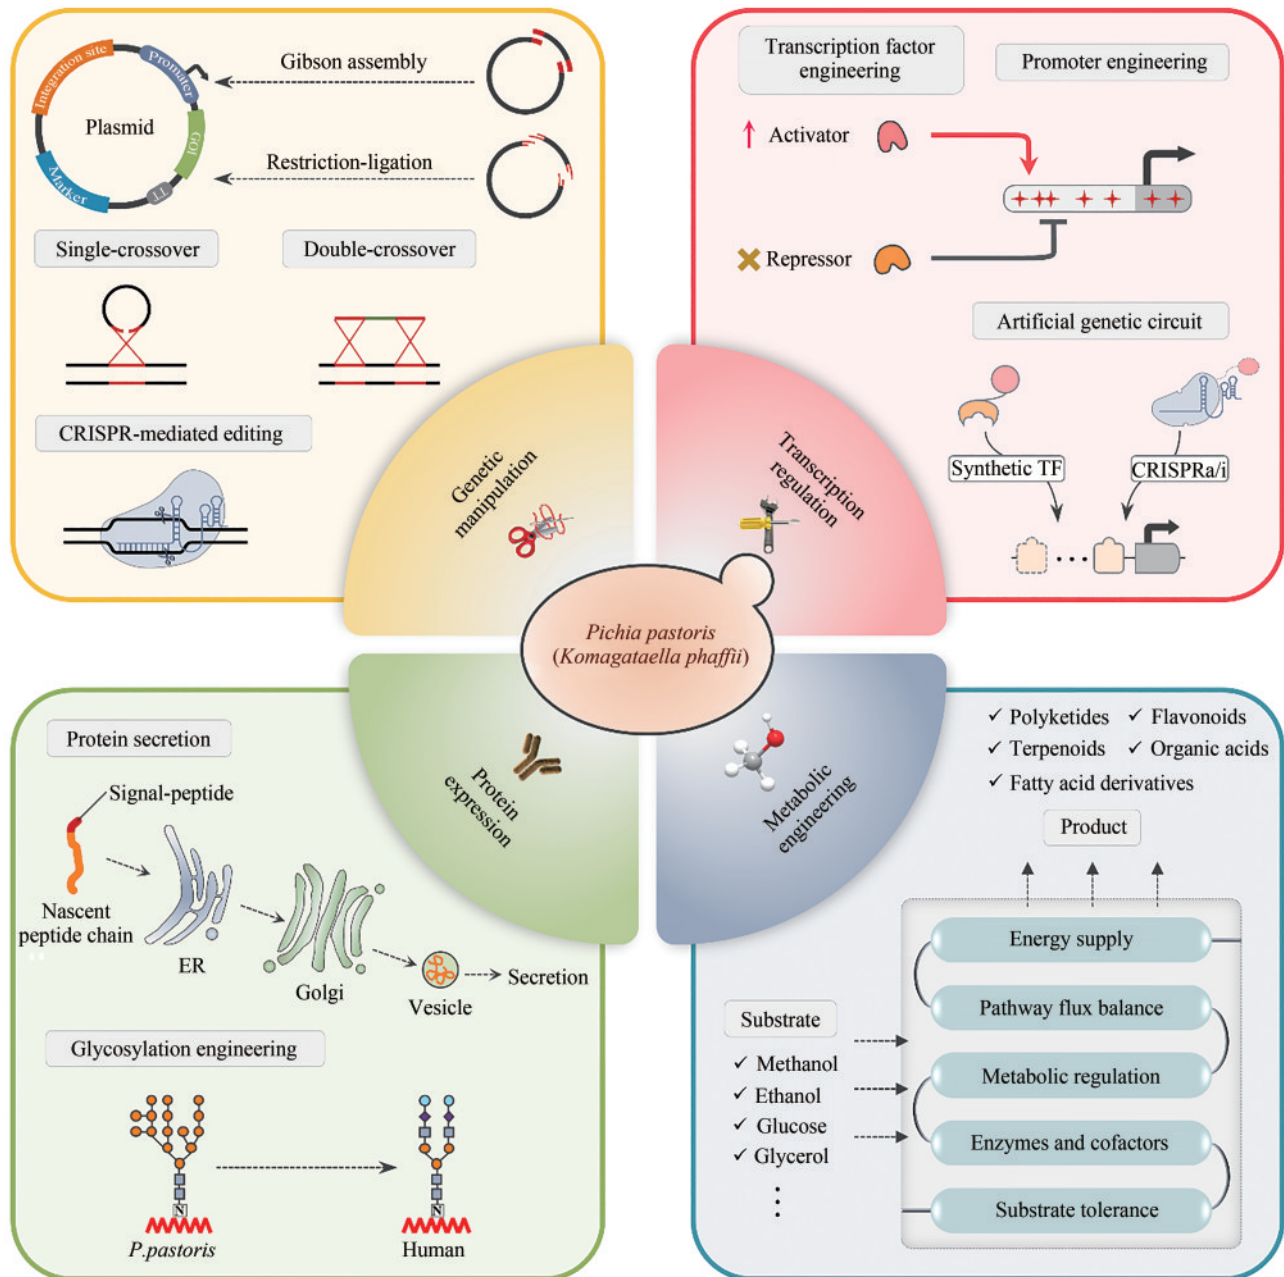 Integration site
Promater
GOI
TT
Marker
Plasmid
Gibson assembly
Restriction-ligation
Single-crossover
Double-crossover
CRISPR-mediated editing
Genetic
manipulation
Transcription factor
engineering
Promoter engineering
Activator
Repressor
Artificial genetic circuit
Synthetic TF
CRISPRa/i
Transcription
regulation
Pichia pastoris
(Komagataella phaffii)
Protein secretion
Signal-peptide
Nascent
peptide chain
ER
Golgi
Vesicle
Secretion
Glycosylation engineering
N
P.pastoris
N
Human
Protein
expression
Metabolic
engineering
✓ Polyketides ✓ Flavonoids
✓ Terpenoids ✓ Organic acids
✓ Fatty acid derivatives
Product
Energy supply
Pathway flux balance
Metabolic regulation
Enzymes and cofactors
Substrate tolerance
Substrate
✓ Methanol
✓ Ethanol
✓ Glucose
✓ Glycerol
⋮